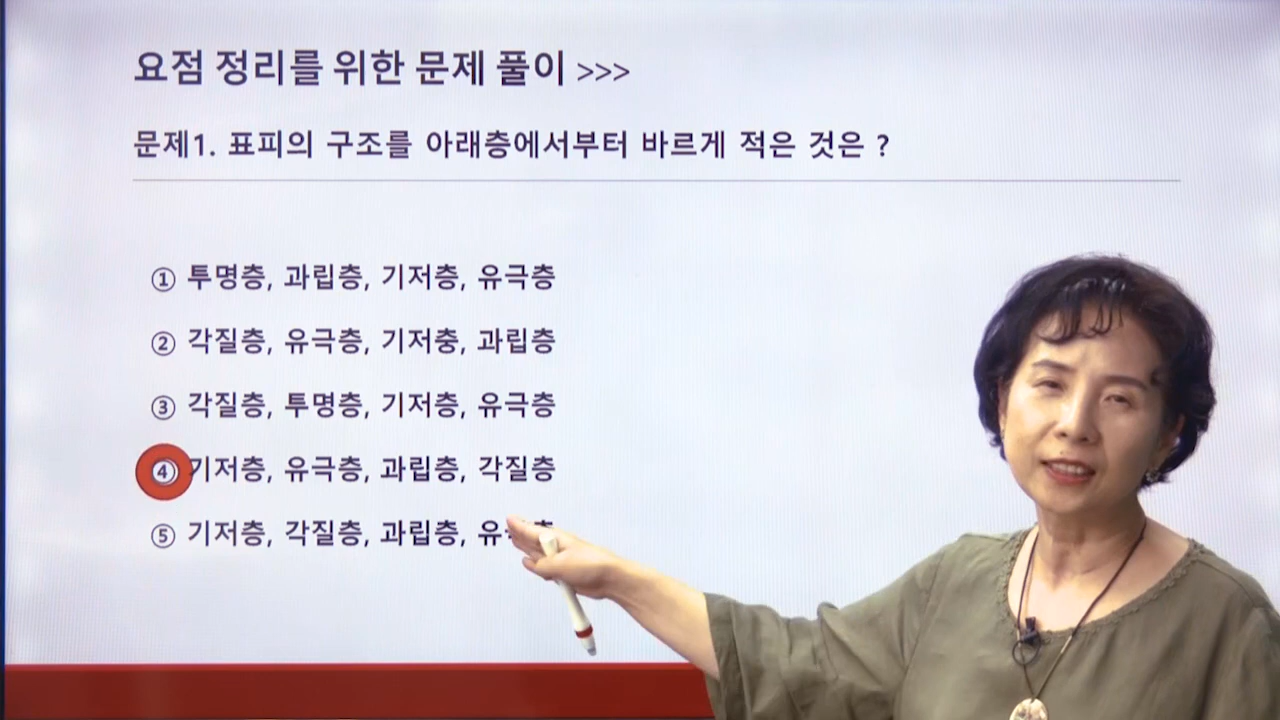 요점 정리를 위한 문제 풀이 >>>
문제1. 표피의 구조를 아래층에서부터 바르게 적은 것은 ?
① 투명층, 과립층, 기저층, 유극층
② 각질층, 유극층, 기저충, 과립층
③ 각질층, 투명층, 기저층, 유극층
④ 기저층, 유극층, 과립층, 각질층
⑤ 기저층, 각질층, 과립층,